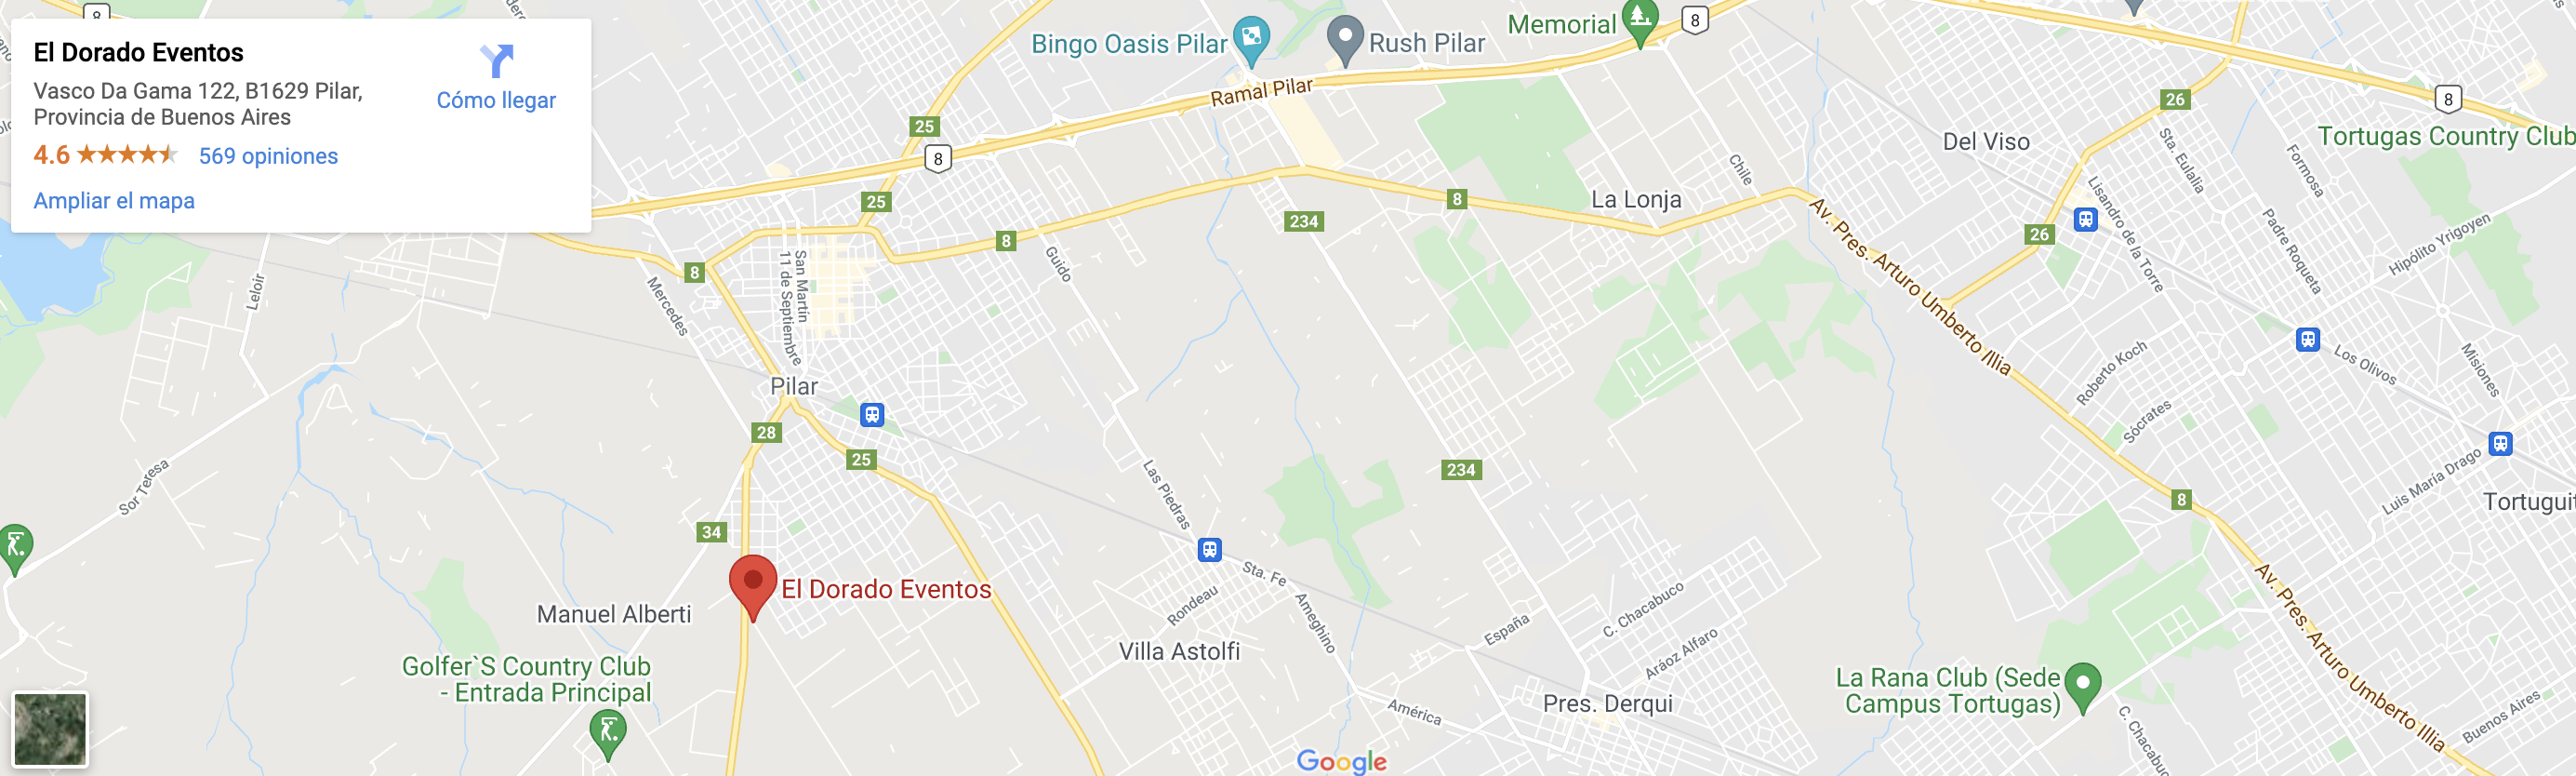 El Dorado Eventos
Vasco Da Gama 122, B1629 Pilar,
Provincia de Buenos Aires
4.6
569 opiniones
Ampliar el mapa
Cómo llegar
8
Bingo Oasis Pilar
Rush Pilar
Memorial
8
Ramal Pilar
25
8
25
8
8
234
8
La Lonja
Chile
Del Viso
26
26
8
Tortugas Country Club
Sta. Eulalia
Formosa
Lisandro de la Torre
Padre Roqueta
Hipólito Yrigoyen
Av. Pres. Arturo Umberto Illia
Leloir
Mercedes
San Martín
11 de Septiembre
Guido
Pilar
28
25
34
Sor Teresa
Las Piedras
234
Roberto Koch
Sócrates
Los Olivos
Misiones
Luis María Drago
8
El Dorado Eventos
Manuel Alberti
Golfer`S Country Club
- Entrada Principal
Sta. Fe
Rondeau
Ameghino
Villa Astolfi
España
C. Chacabuco
Aráoz Alfaro
América
Pres. Derqui
La Rana Club (Sede
Campus Tortugas)
Av. Pres. Arturo Umberto Illia
Buenos Aires
Google